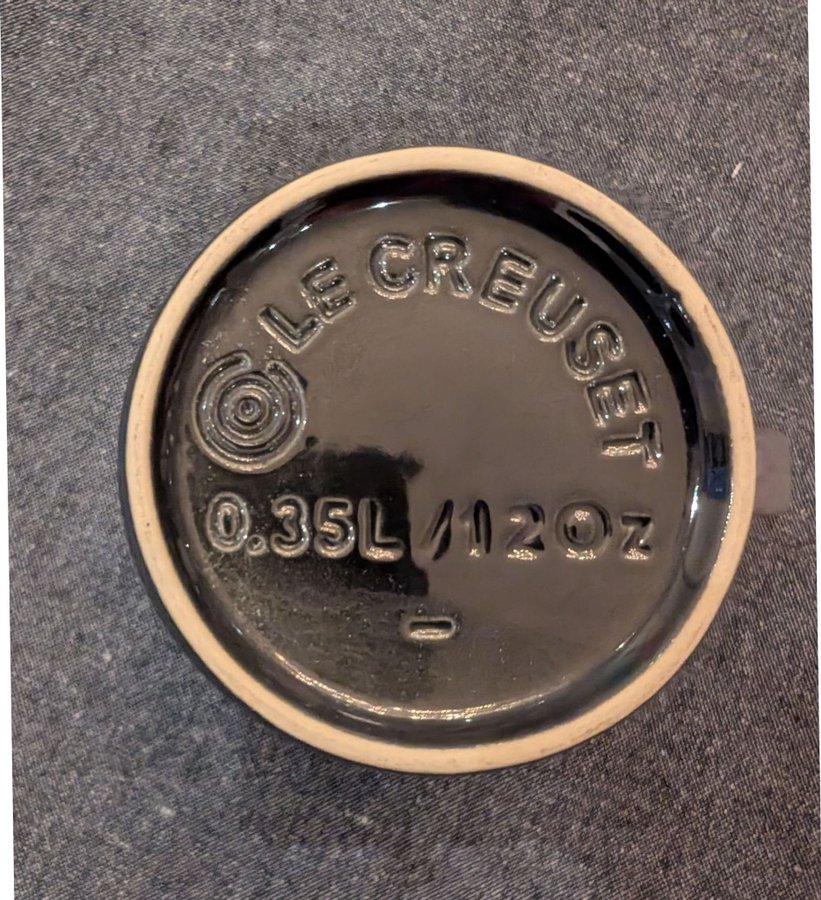 LE CREUSET
0.35L /12Oz
-